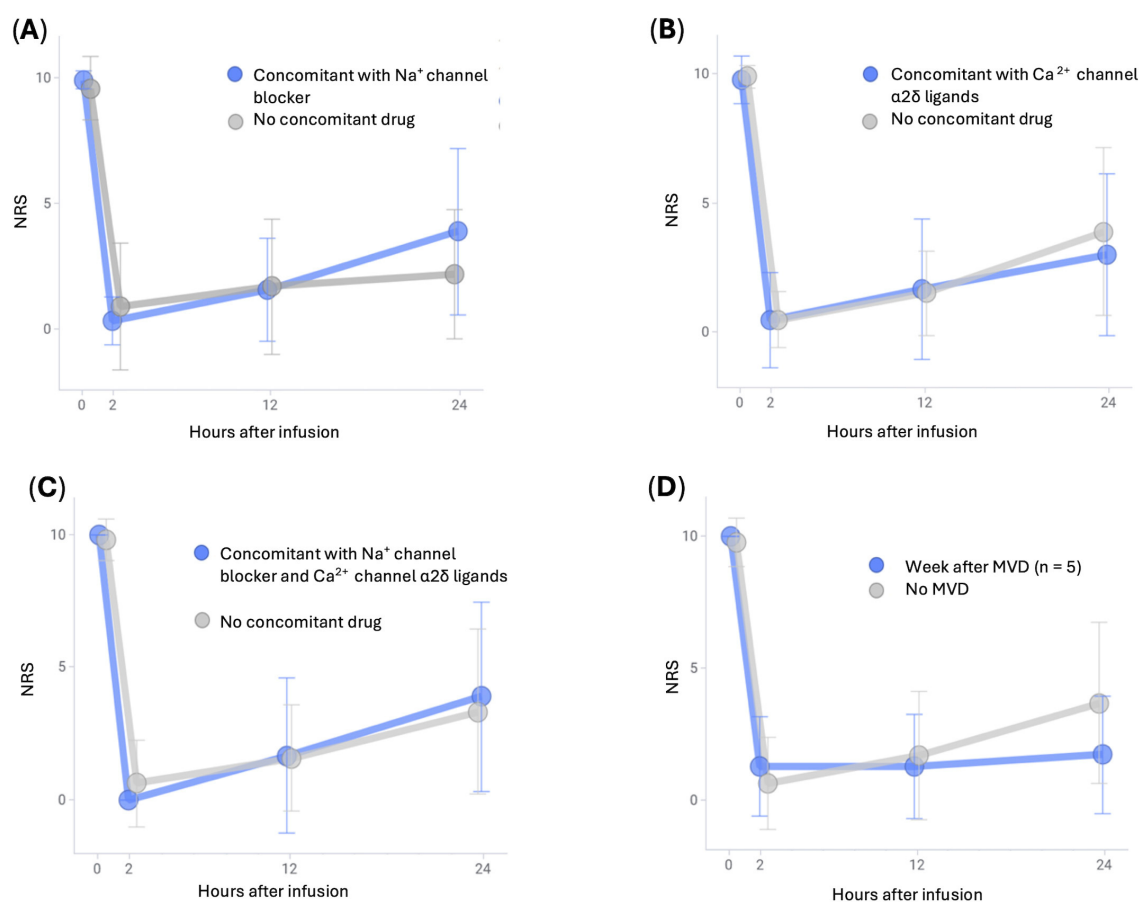 (A)
Concomitant with Na⁺ channel
blocker
No concomitant drug
10
5
0
NRS
0 2 12 24
Hours after infusion
(B)
Concomitant with Ca²⁺ channel
α2δ ligands
No concomitant drug
10
5
0
NRS
0 2 12 24
Hours after infusion
(C)
Concomitant with Na⁺ channel
blocker and Ca²⁺ channel α2δ ligands
No concomitant drug
10
5
0
NRS
0 2 12 24
Hours after infusion
(D)
Week after MVD (n = 5)
No MVD
10
5
0
NRS
0 2 12 24
Hours after infusion